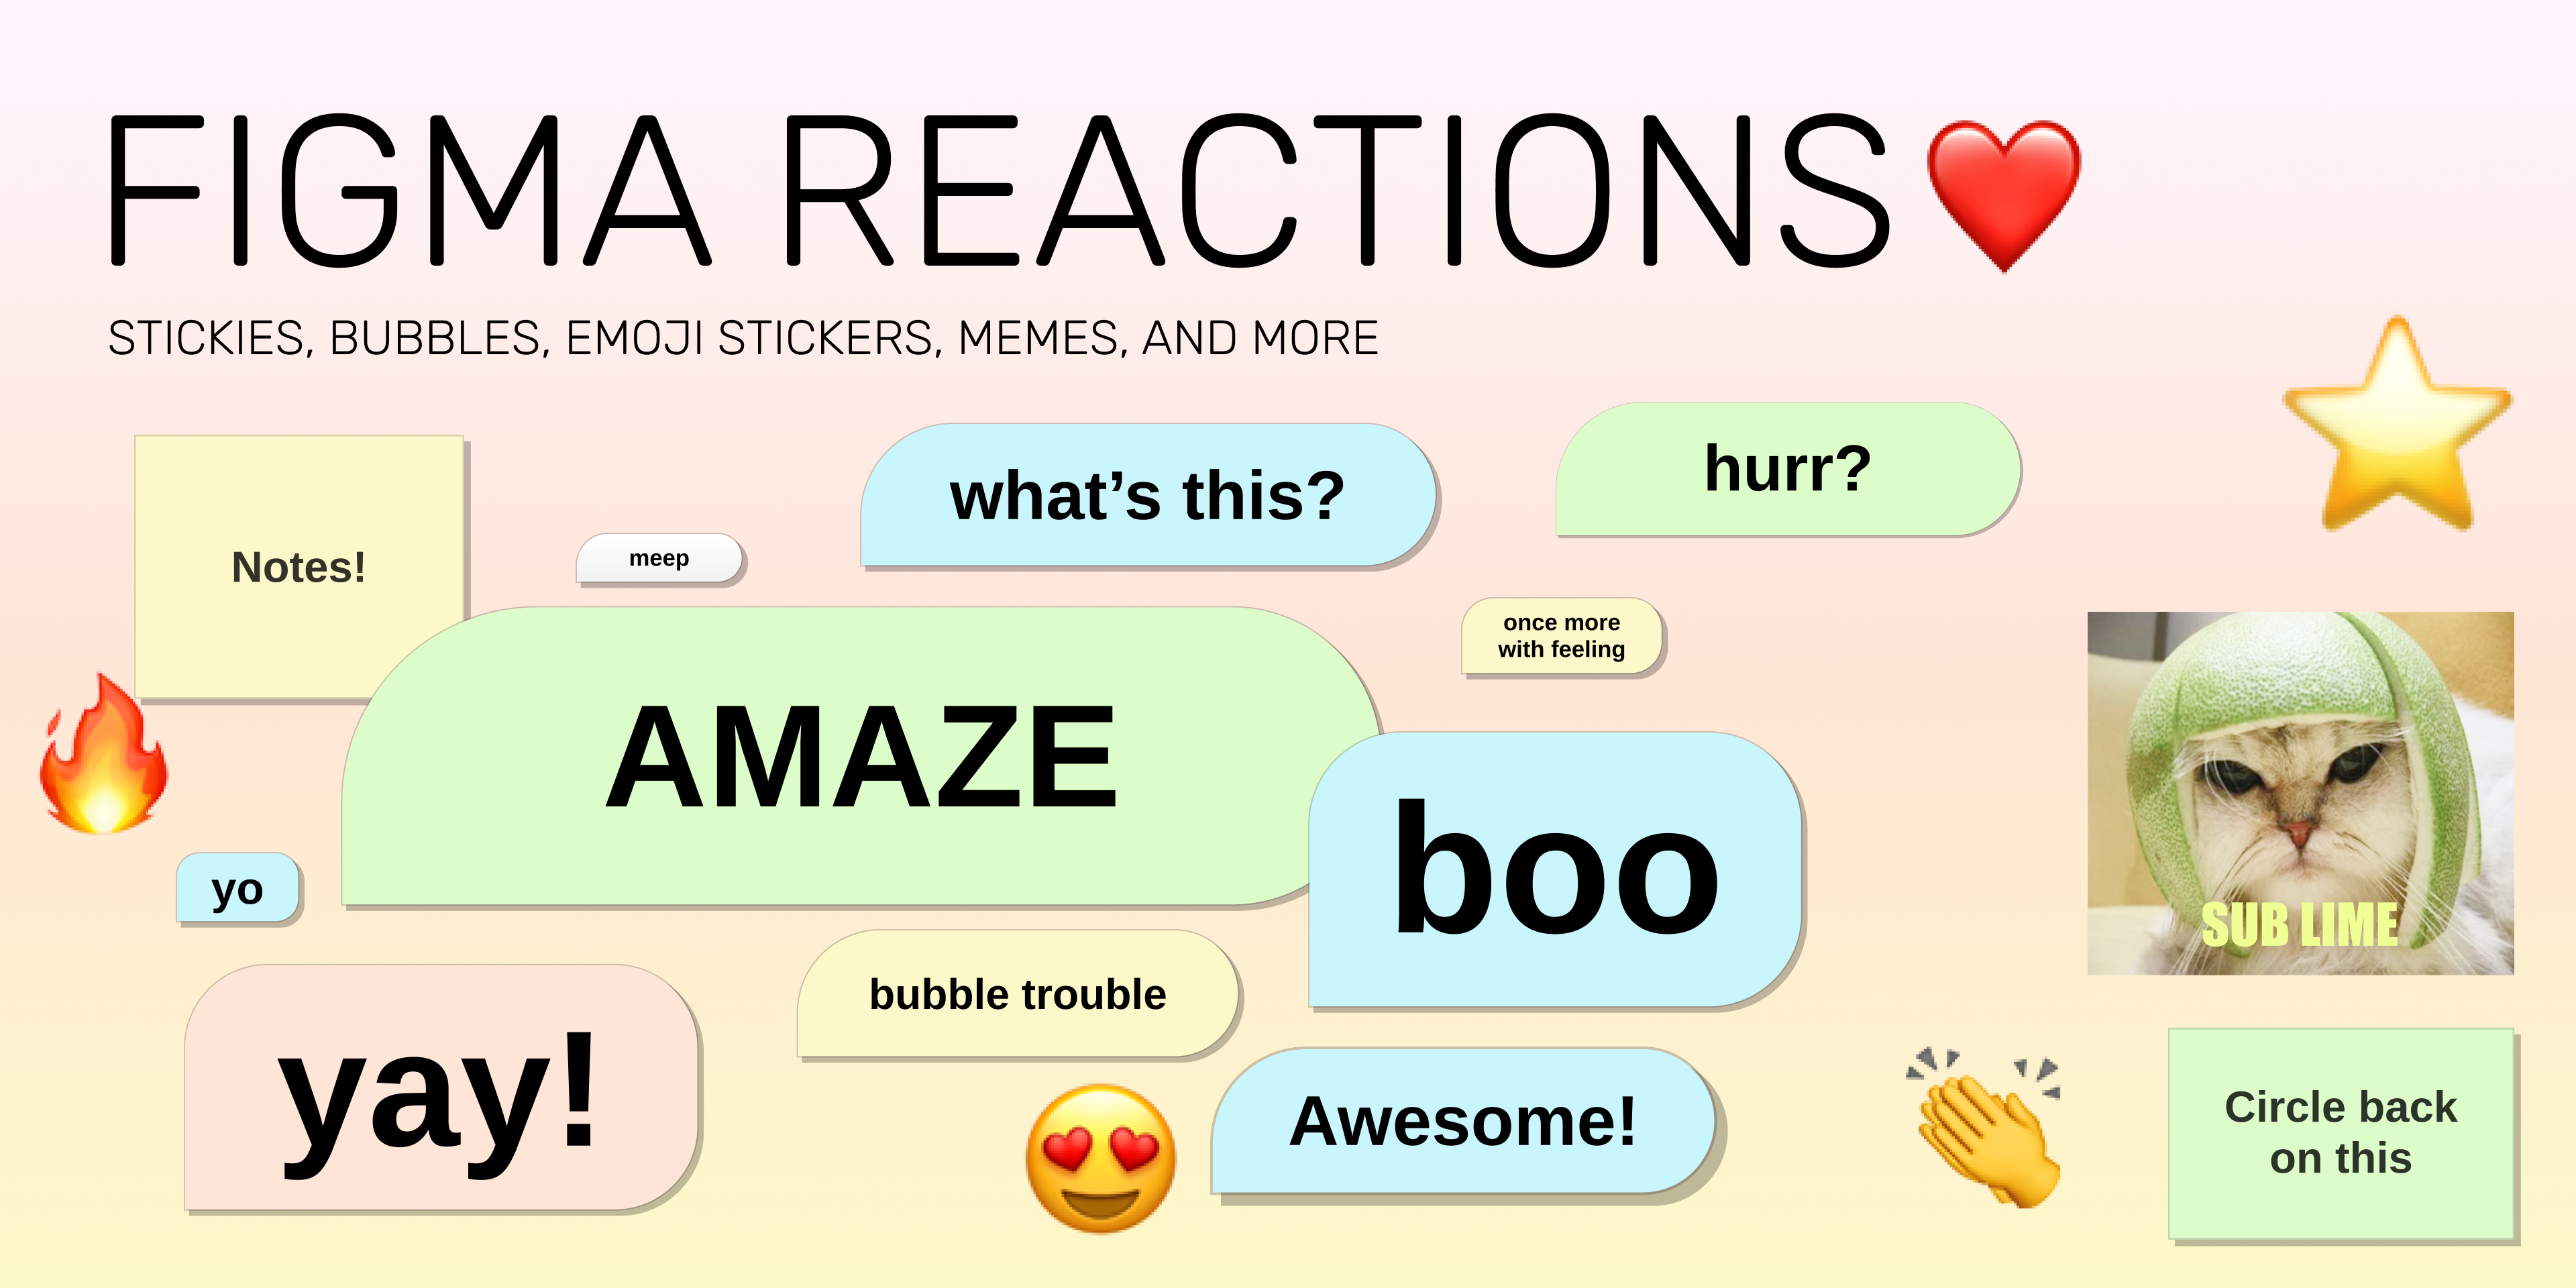 FIGMA REACTIONS
STICKIES, BUBBLES, EMOJI STICKERS, MEMES, AND MORE
Notes!
meep
what’s this?
hurr?
once more
with feeling
AMAZE
boo
yo
SUB LIME
bubble trouble
yay!
Awesome!
Circle back
on this